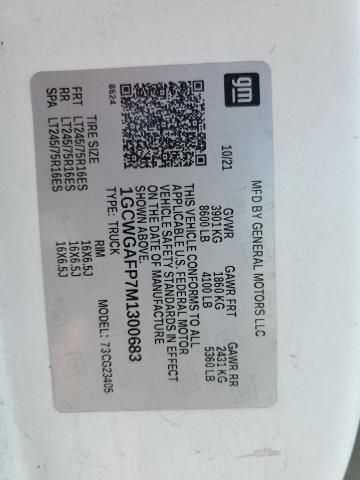 gm
MFD BY GENERAL MOTORS LLC
10/21
GVWR GAWR FRT GAWR RR
3901 KG 1860 KG 2431 KG
8600 LB 4100 LB 5360 LB
THIS VEHICLE CONFORMS TO ALL
APPLICABLE U.S. FEDERAL MOTOR
VEHICLE SAFETY STANDARDS IN EFFECT
ON THE DATE OF MANUFACTURE
SHOWN ABOVE.
1GCWGAFP7M1300683
TYPE: TRUCK
MODEL: 73CG23405
8624
TIRE SIZE RIM
FRT LT245/75R16ES 16X6.5J
RR LT245/75R16ES 16X6.5J
SPA LT245/75R16ES 16X6.5J